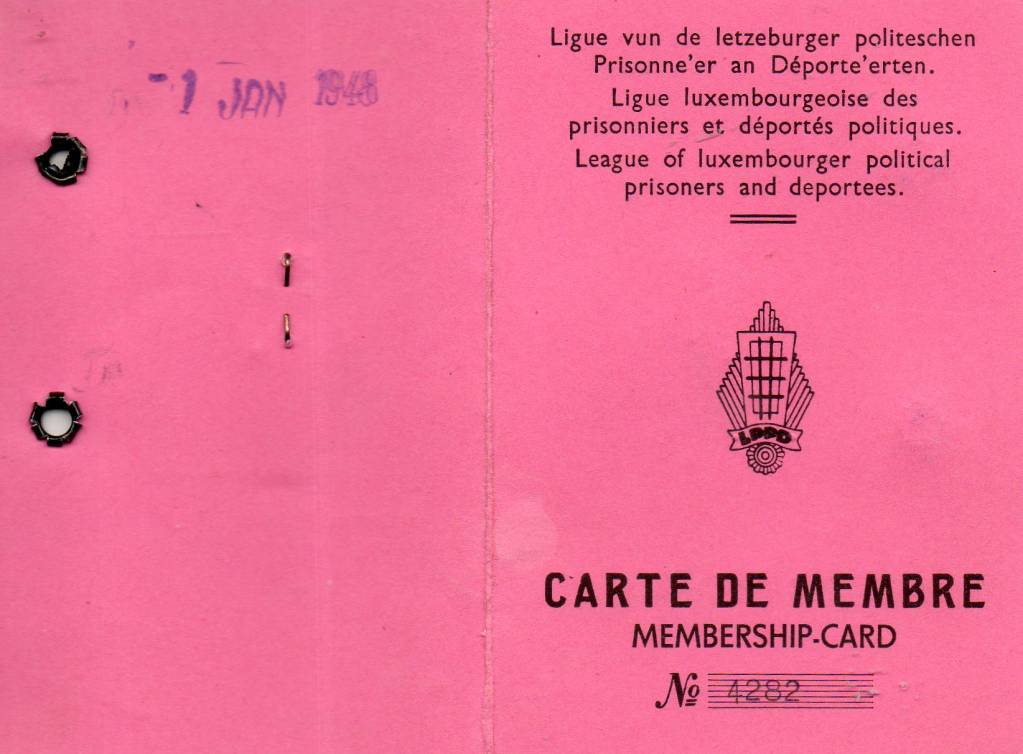 -1 JAN 1948
Ligue vun de letzeburger politeschen
Prisonne'er an Déporte'erten.
Ligue luxembourgeoise des
prisonniers et déportés politiques.
League of luxembourger political
prisoners and deportees.
LPPD
CARTE DE MEMBRE
MEMBERSHIP-CARD
№ 4282